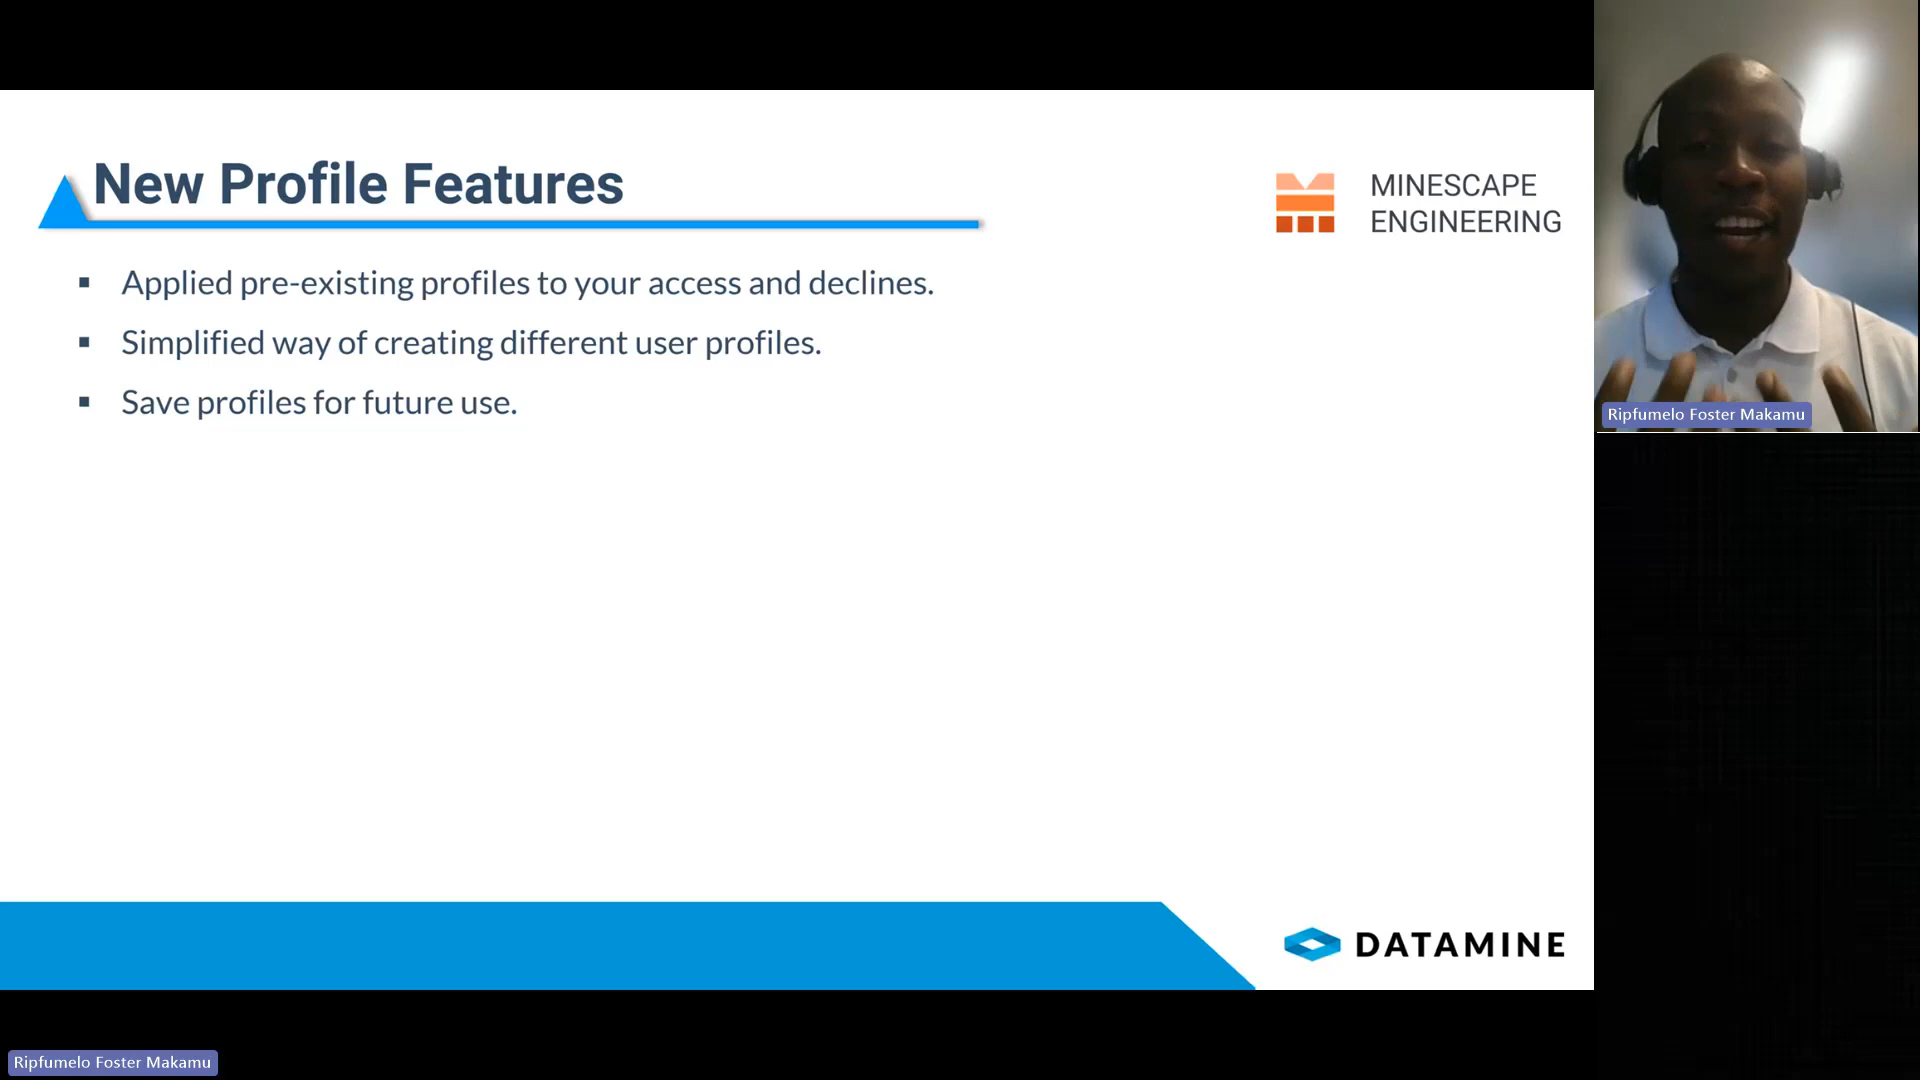 New Profile Features
MINESCAPE
ENGINEERING
▪ Applied pre-existing profiles to your access and declines.
▪ Simplified way of creating different user profiles.
▪ Save profiles for future use.
Ripfumelo Foster Makamu
DATAMINE
Ripfumelo Foster Makamu